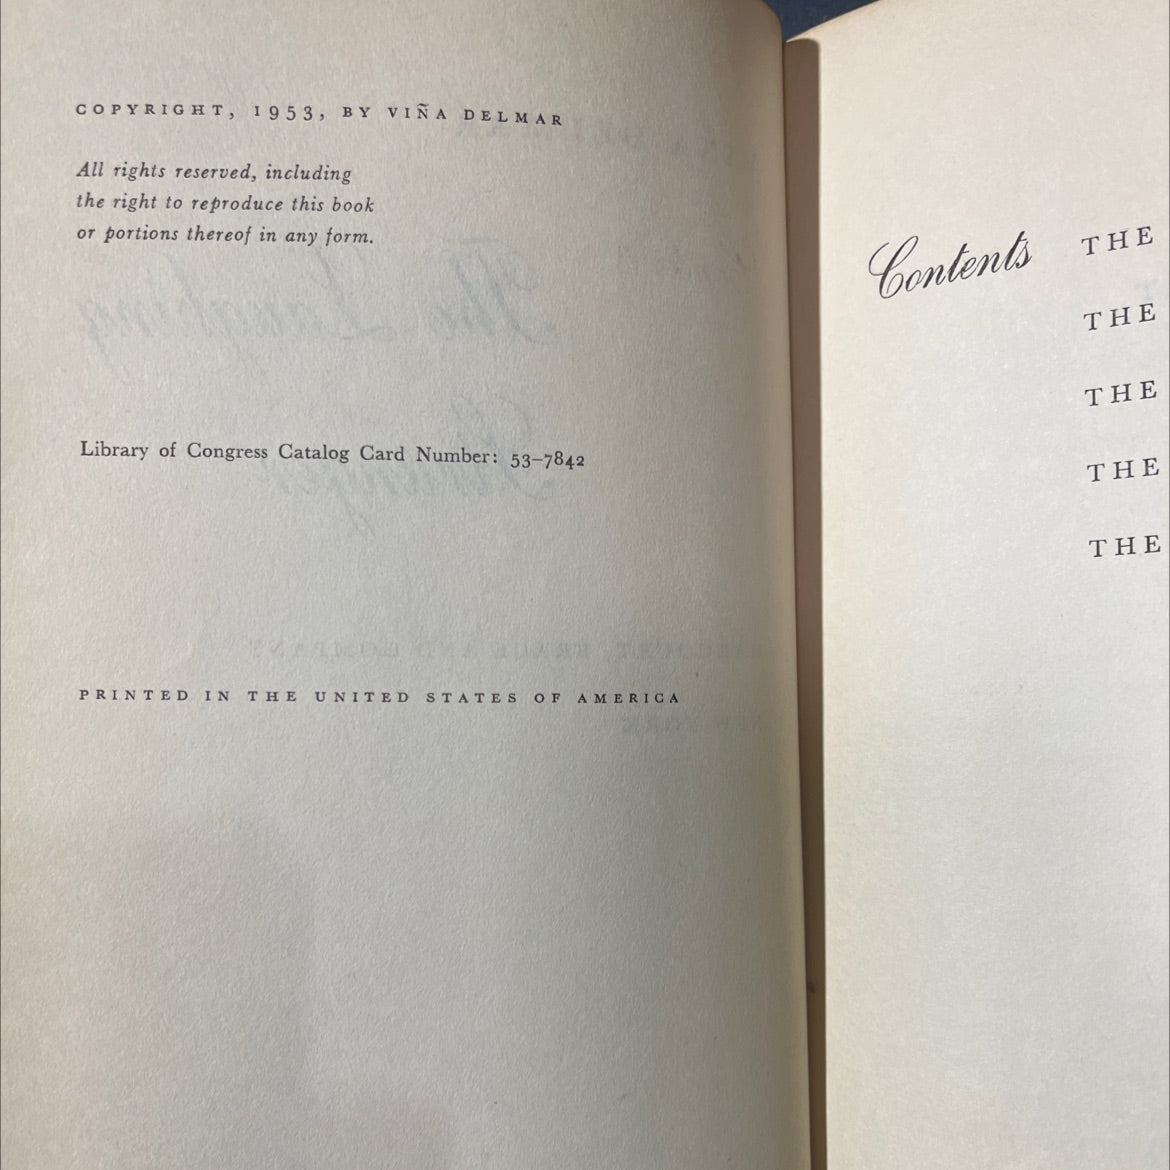 COPYRIGHT, 1953, BY VIÑA DELMAR
All rights reserved, including
the right to reproduce this book
or portions thereof in any form.
Library of Congress Catalog Card Number: 53–7842
PRINTED IN THE UNITED STATES OF AMERICA
Contents THE
THE
THE
THE
THE